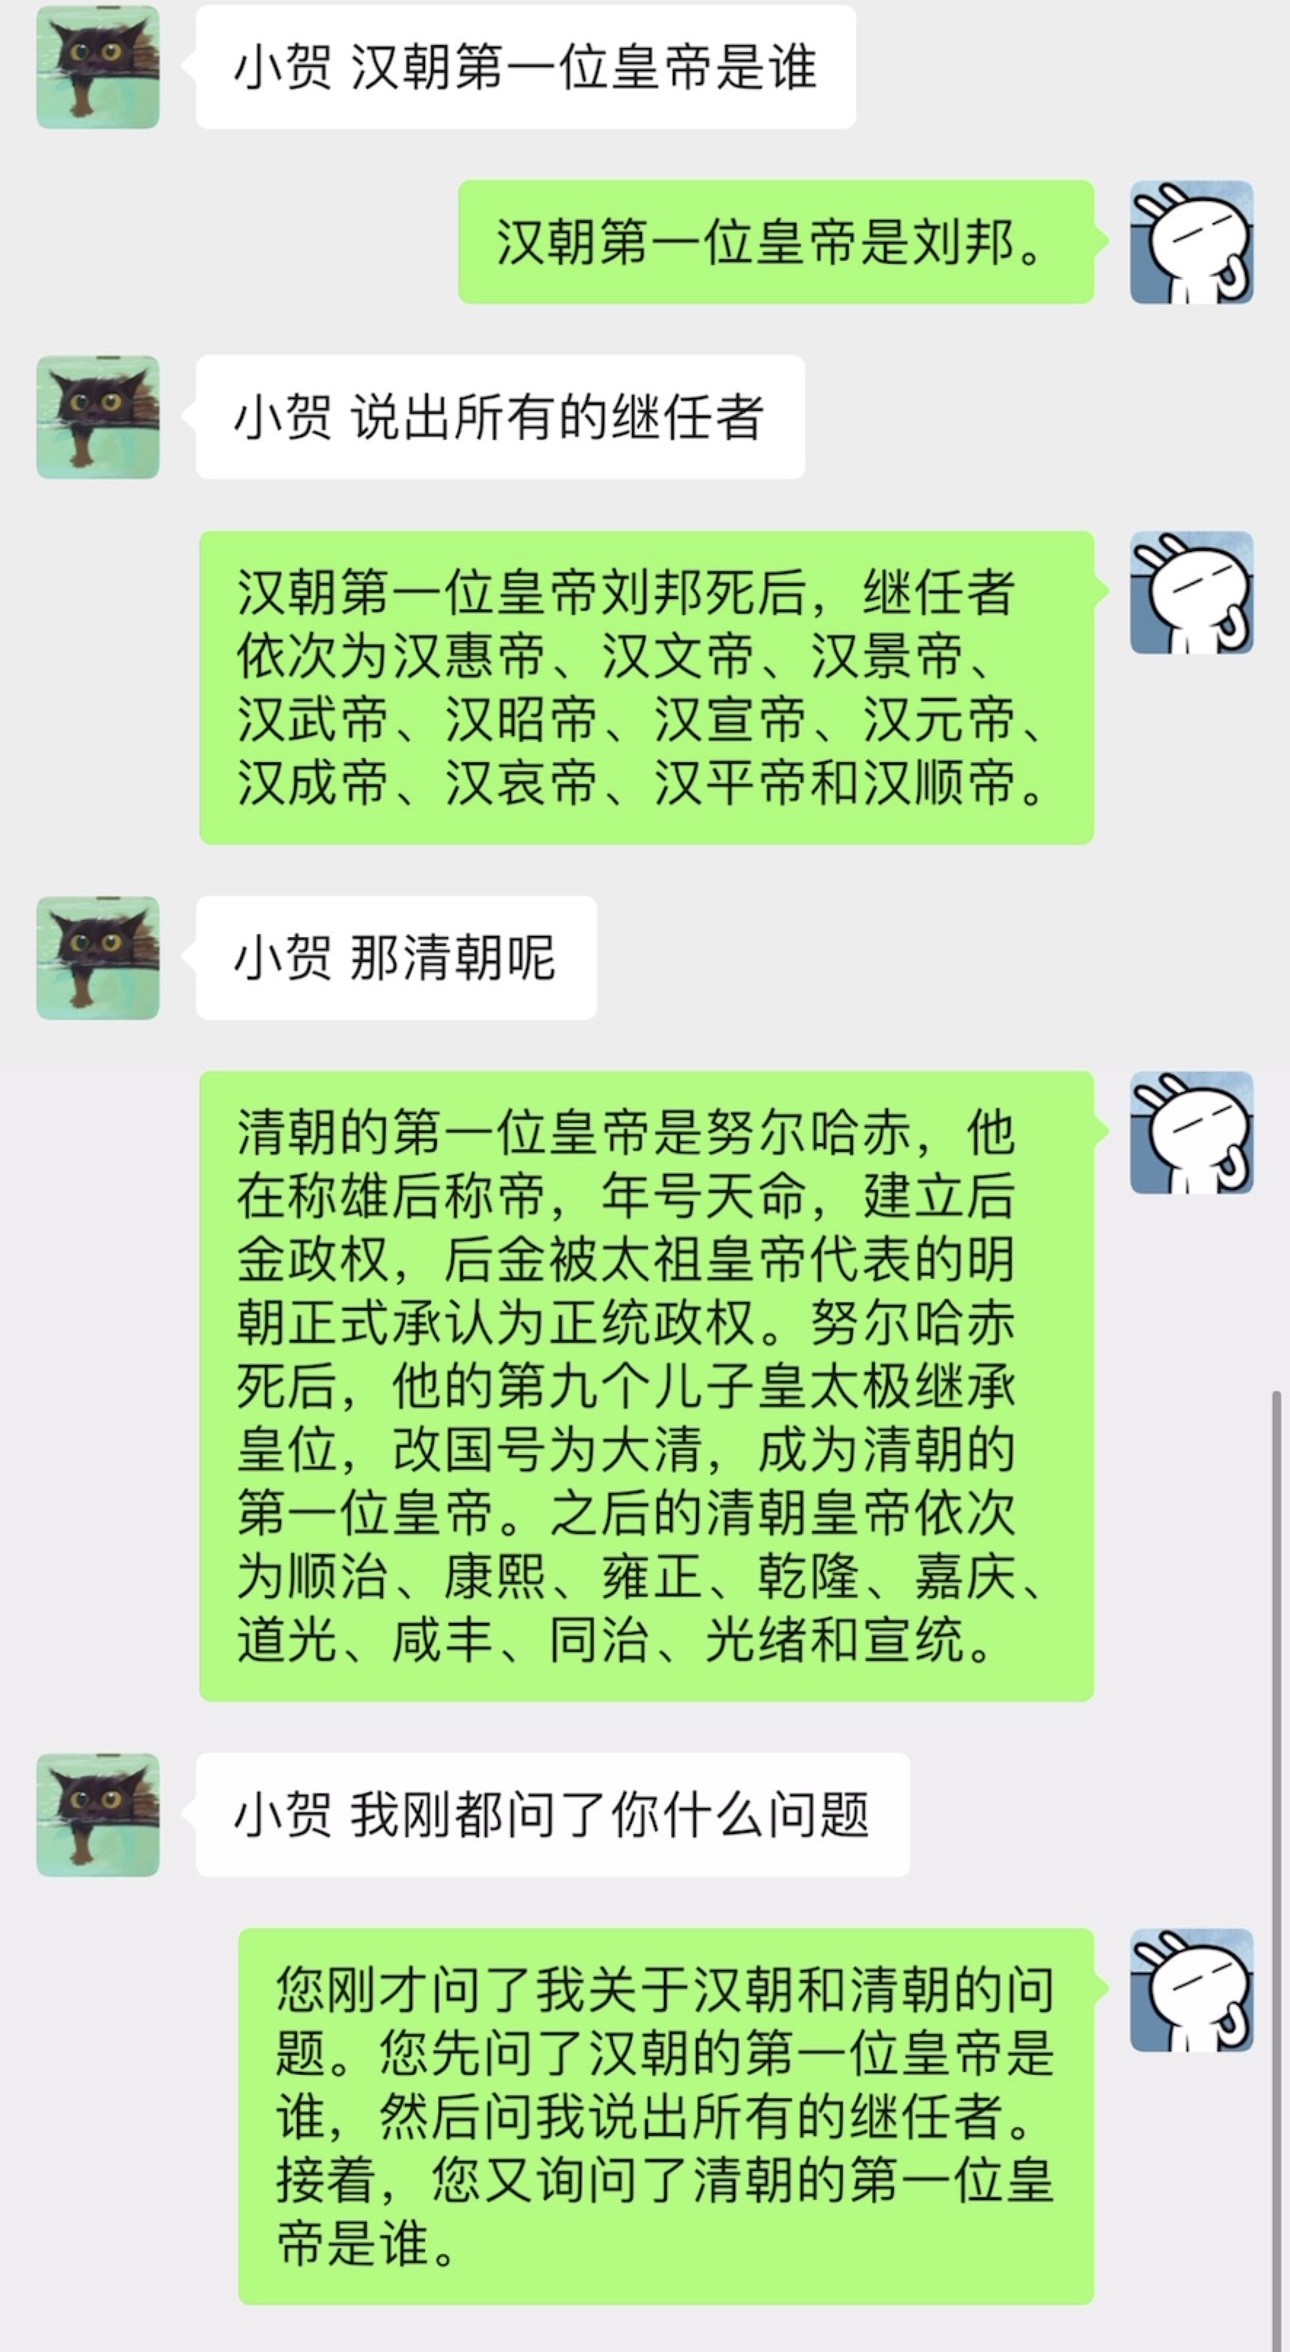 小贺 汉朝第一位皇帝是谁
汉朝第一位皇帝是刘邦。
小贺 说出所有的继任者
汉朝第一位皇帝刘邦死后，继任者
依次为汉惠帝、汉文帝、汉景帝、
汉武帝、汉昭帝、汉宣帝、汉元帝、
汉成帝、汉哀帝、汉平帝和汉顺帝。
小贺 那清朝呢
清朝的第一位皇帝是努尔哈赤，他
在称雄后称帝，年号天命，建立后
金政权，后金被太祖皇帝代表的明
朝正式承认为正统政权。努尔哈赤
死后，他的第九个儿子皇太极继承
皇位，改国号为大清，成为清朝的
第一位皇帝。之后的清朝皇帝依次
为顺治、康熙、雍正、乾隆、嘉庆、
道光、咸丰、同治、光绪和宣统。
小贺 我刚都问了你什么问题
您刚才问了我关于汉朝和清朝的问
题。您先问了汉朝的第一位皇帝是
谁，然后问我说出所有的继任者。
接着，您又询问了清朝的第一位皇
帝是谁。